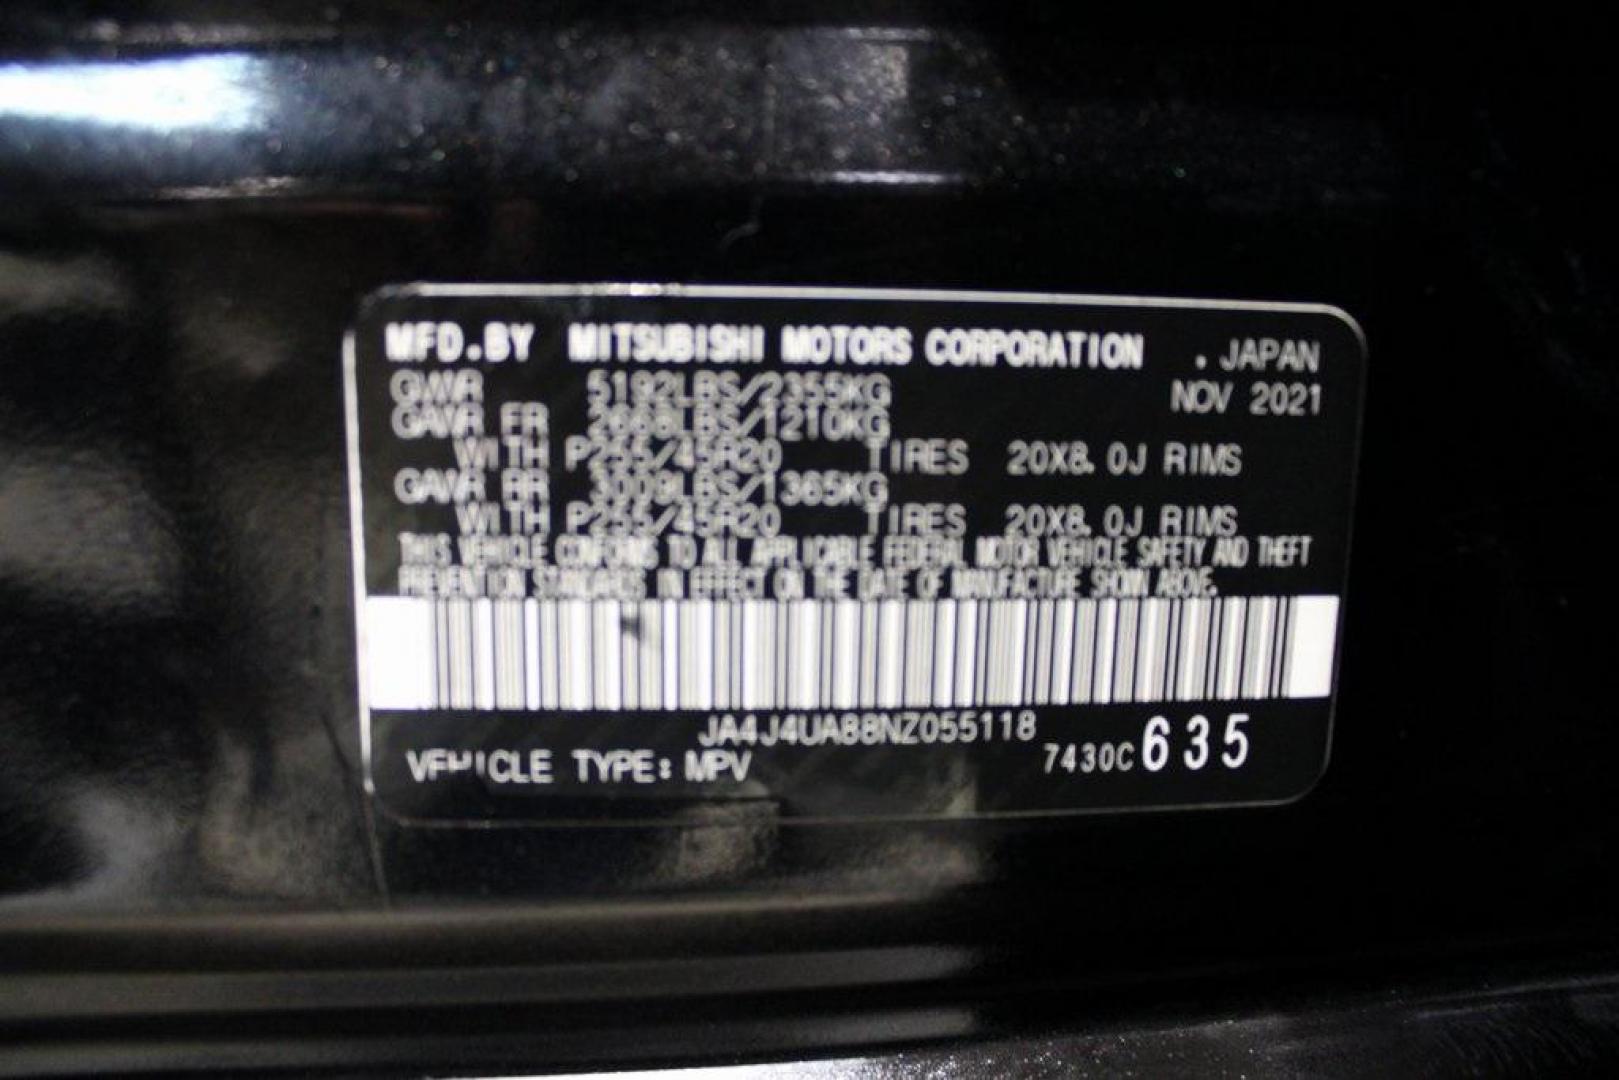 MFD.BY MITSUBISHI MOTORS CORPORATION . JAPAN
GVWR 5192LBS/2355KG NOV 2021
GAWR FR 2668LBS/1210KG
WITH P255/45R20 TIRES 20X8.0J RIMS
GAWR RR 3009LBS/1365KG
WITH P255/45R20 TIRES 20X8.0J RIMS
THIS VEHICLE CONFORMS TO ALL APPLICABLE FEDERAL MOTOR VEHICLE SAFETY AND THEFT
PREVENTION STANDARDS IN EFFECT ON THE DATE OF MANUFACTURE SHOWN ABOVE.
JA4J4UA88NZ055118
VEHICLE TYPE: MPV 7430C635